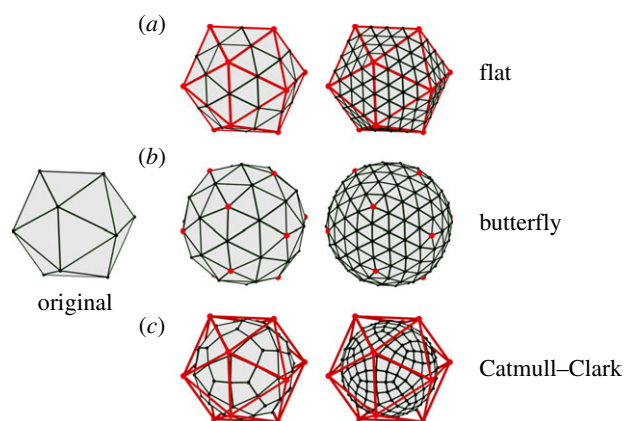 (a)
flat
(b)
butterfly
original
(c)
Catmull–Clark